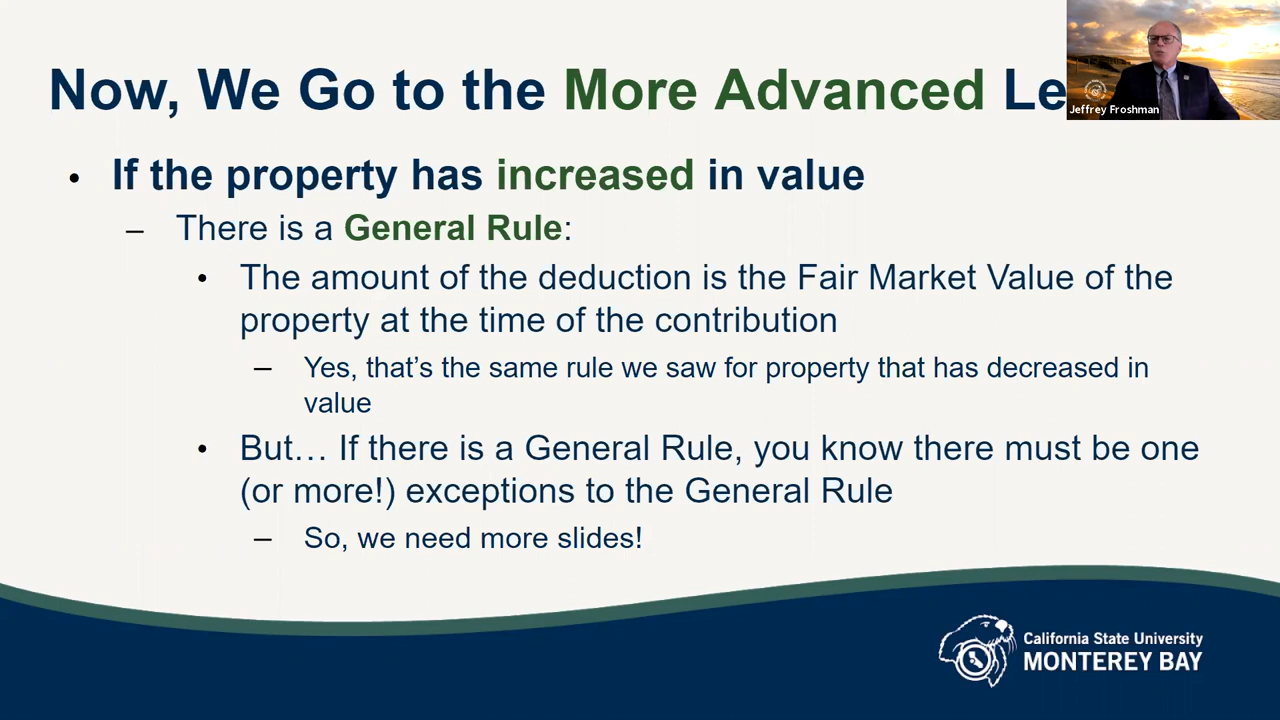 Now, We Go to the More Advanced Le
Jeffrey Froshman
• If the property has increased in value
– There is a General Rule:
• The amount of the deduction is the Fair Market Value of the
property at the time of the contribution
– Yes, that's the same rule we saw for property that has decreased in
value
• But… If there is a General Rule, you know there must be one
(or more!) exceptions to the General Rule
– So, we need more slides!
California State University
MONTEREY BAY